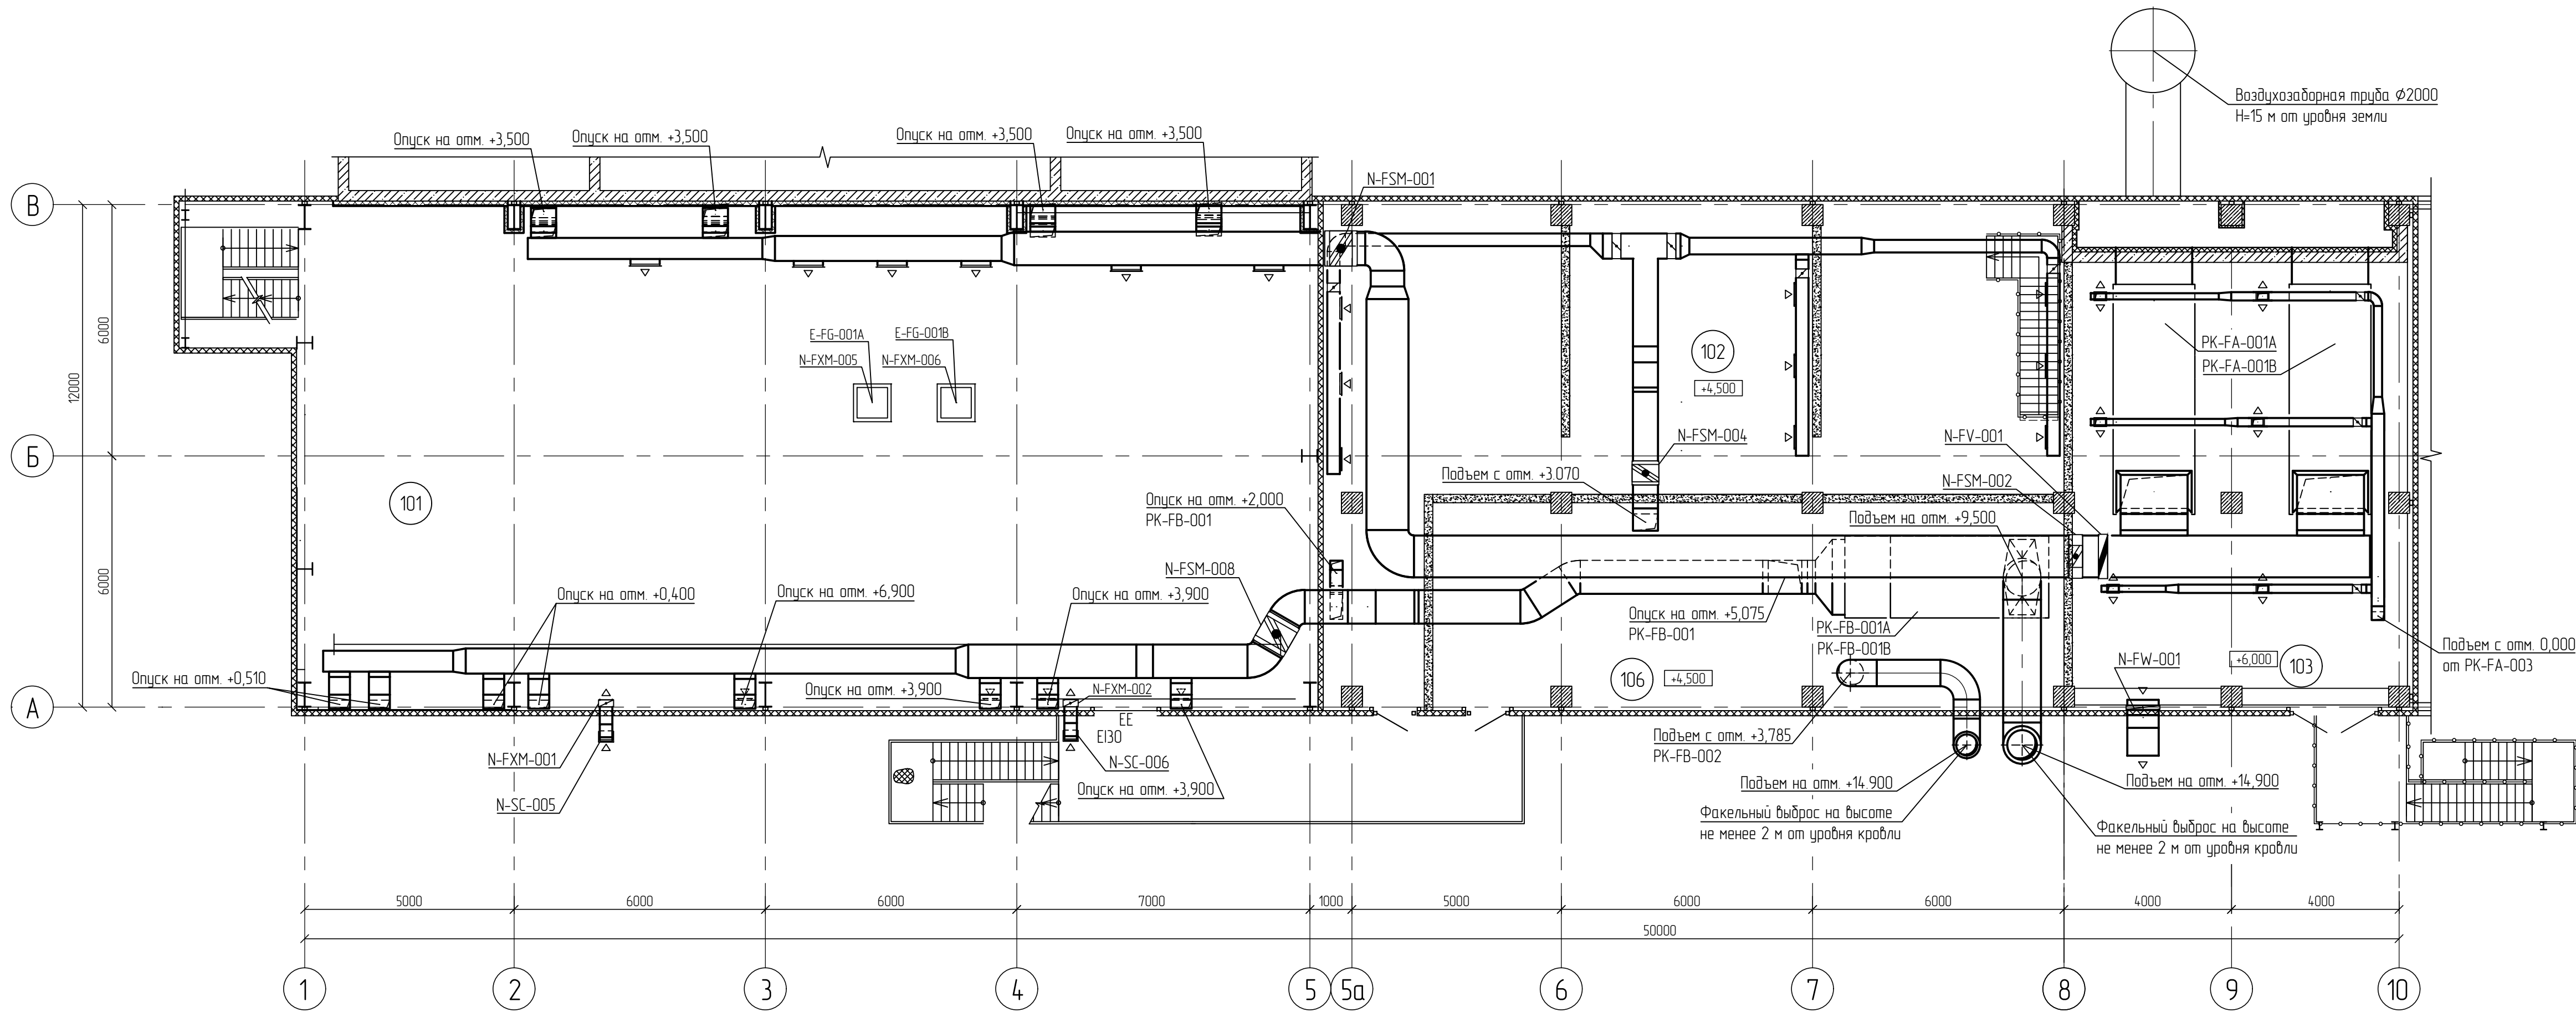 Воздухозаборная труба Ø2000
H=15 м от уровня земли
Опуск на отм. +3,500
Опуск на отм. +3,500
Опуск на отм. +3,500
Опуск на отм. +3,500
N-FSM-001
В
6000
12000
E-FG-001A
E-FG-001B
N-FXM-005
N-FXM-006
102
+4,500
PK-FA-001A
PK-FA-001B
Б
N-FSM-004
N-FV-001
Подъем с отм. +3.070
N-FSM-002
101
Опуск на отм. +2,000
PK-FB-001
Подъем на отм. +9,500
6000
N-FSM-008
Опуск на отм. +0,400
Опуск на отм. +6,900
Опуск на отм. +3,900
Опуск на отм. +5,075
PK-FB-001
PK-FB-001A
PK-FB-001B
Подъем с отм. 0,000
от PK-FA-003
N-FW-001
+6,000
103
Опуск на отм. +0,510
Опуск на отм. +3,900
N-FXM-002
106
+4,500
А
EE
EI30
N-FXM-001
N-SC-006
Подъем с отм. +3,785
PK-FB-002
Опуск на отм. +3,900
N-SC-005
Подъем на отм. +14.900
Подъем на отм. +14,900
Факельный выброс на высоте
не менее 2 м от уровня кровли
Факельный выброс на высоте
не менее 2 м от уровня кровли
5000
6000
6000
7000
1000
5000
6000
6000
4000
4000
50000
1
2
3
4
5
5а
6
7
8
9
10